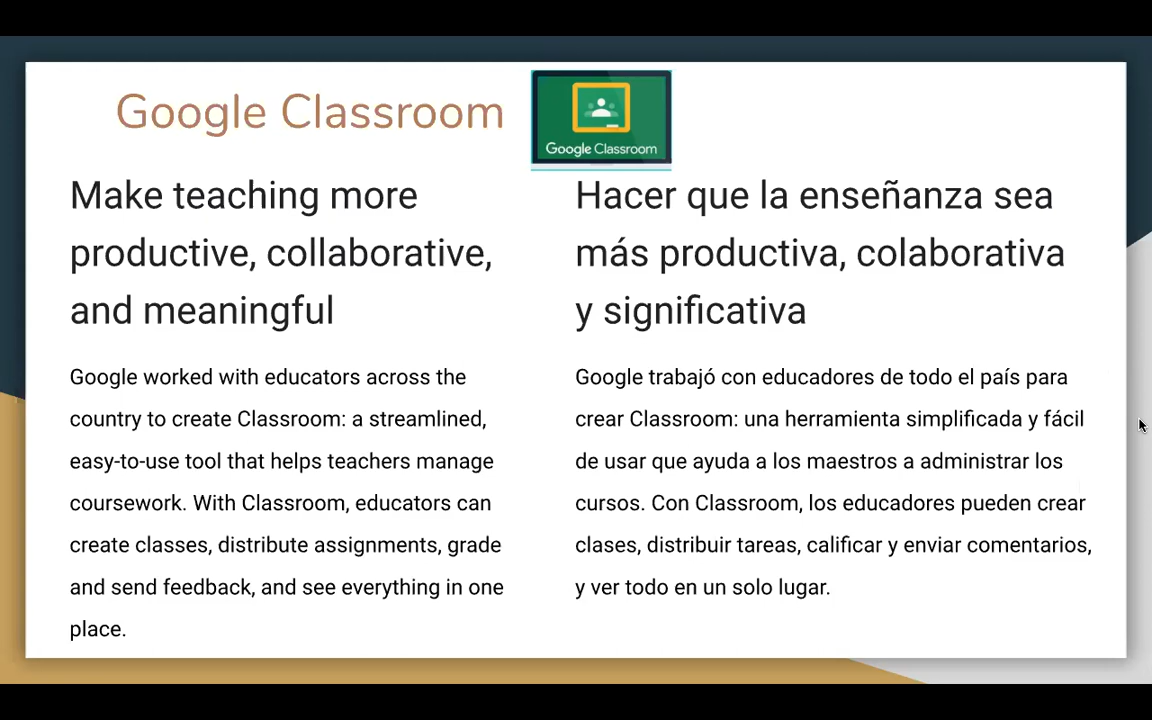 Google Classroom
Google Classroom
Make teaching more
productive, collaborative,
and meaningful
Google worked with educators across the
country to create Classroom: a streamlined,
easy-to-use tool that helps teachers manage
coursework. With Classroom, educators can
create classes, distribute assignments, grade
and send feedback, and see everything in one
place.
Hacer que la enseñanza sea
más productiva, colaborativa
y significativa
Google trabajó con educadores de todo el país para
crear Classroom: una herramienta simplificada y fácil
de usar que ayuda a los maestros a administrar los
cursos. Con Classroom, los educadores pueden crear
clases, distribuir tareas, calificar y enviar comentarios,
y ver todo en un solo lugar.